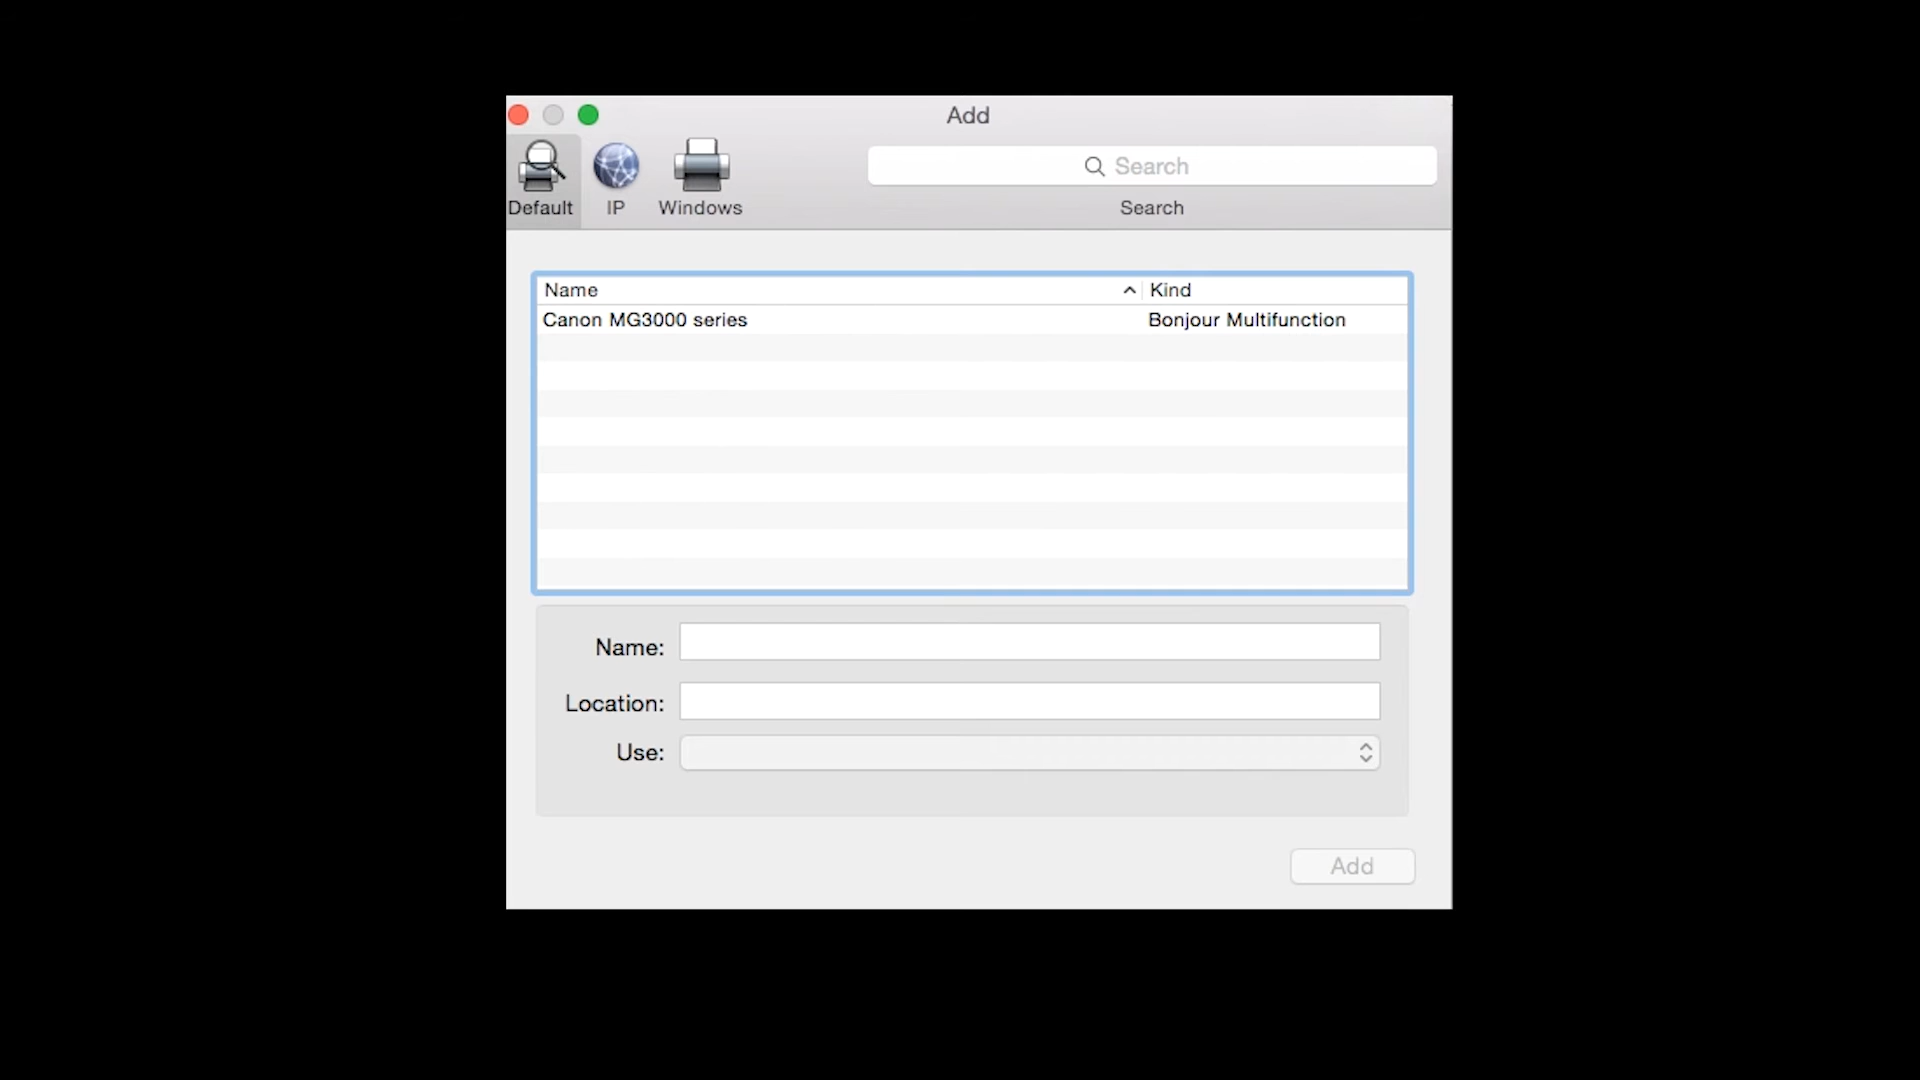 Add
Default IP Windows
Search
Search
Name Kind
Canon MG3000 series Bonjour Multifunction
Name:
Location:
Use:
Add